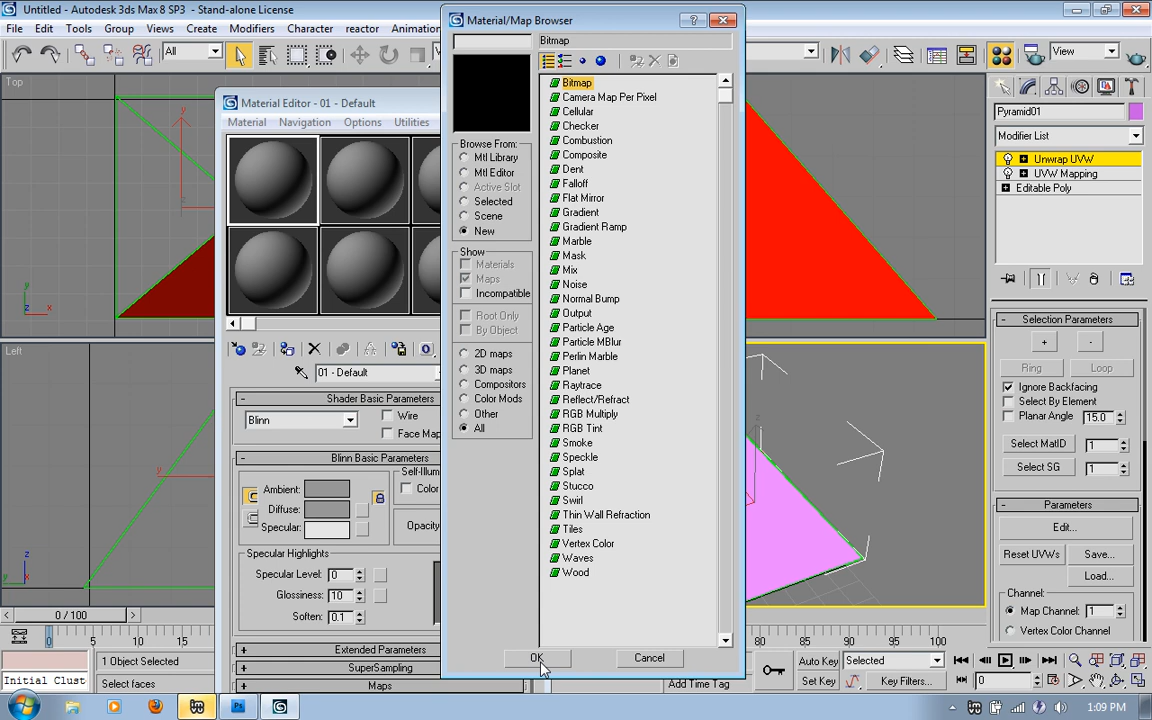 Untitled - Autodesk 3ds Max 8 SP3 - Stand-alone License
File Edit Tools Group Views Create Modifiers Character reactor Animation
All
View
Top
Left
Material Editor - 01 - Default
Material Navigation Options Utilities
01 - Default
Shader Basic Parameters
Blinn
Wire
Face Map
Blinn Basic Parameters
Self-Illum
Ambient:
Color
Diffuse:
Specular:
Opacity
Specular Highlights
Specular Level: 0
Glossiness: 10
Soften: 0.1
Extended Parameters
SuperSampling
Maps
Material/Map Browser
Bitmap
Browse From:
Mtl Library
Mtl Editor
Active Slot
Selected
Scene
New
Show
Materials
Maps
Incompatible
Root Only
By Object
2D maps
3D maps
Compositors
Color Mods
Other
All
Bitmap
Camera Map Per Pixel
Cellular
Checker
Combustion
Composite
Dent
Falloff
Flat Mirror
Gradient
Gradient Ramp
Marble
Mask
Mix
Noise
Normal Bump
Output
Particle Age
Particle MBlur
Perlin Marble
Planet
Raytrace
Reflect/Refract
RGB Multiply
RGB Tint
Smoke
Speckle
Splat
Stucco
Swirl
Thin Wall Refraction
Tiles
Vertex Color
Waves
Wood
OK Cancel
Pyramid01
Modifier List
Unwrap UVW
UVW Mapping
Editable Poly
Selection Parameters
+ -
Ring Loop
Ignore Backfacing
Select By Element
Planar Angle 15.0
Select MatID 1
Select SG 1
Parameters
Edit...
Reset UVWs Save...
Load...
Channel:
Map Channel: 1
Vertex Color Channel
0 / 100
0 5 10 15 80 85 90 95 100
1 Object Selected
Initial Clust
Select faces
Add Time Tag
Auto Key Selected
Set Key Key Filters... 0
1:09 PM